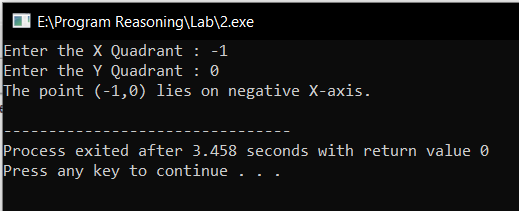 E:\Program Reasoning\Lab\2.exe
Enter the X Quadrant : -1
Enter the Y Quadrant : 0
The point (-1,0) lies on negative X-axis.
--------------------------------
Process exited after 3.458 seconds with return value 0
Press any key to continue . . .